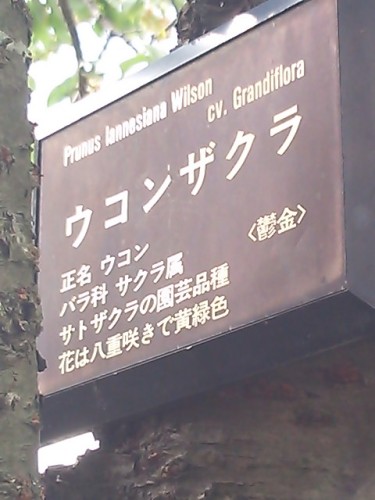 Prunus lannesiana Wilson
cv. Grandiflora
ウコンザクラ
〈鬱金〉
正名 ウコン
バラ科 サクラ属
サトザクラの園芸品種
花は八重咲きで黄緑色